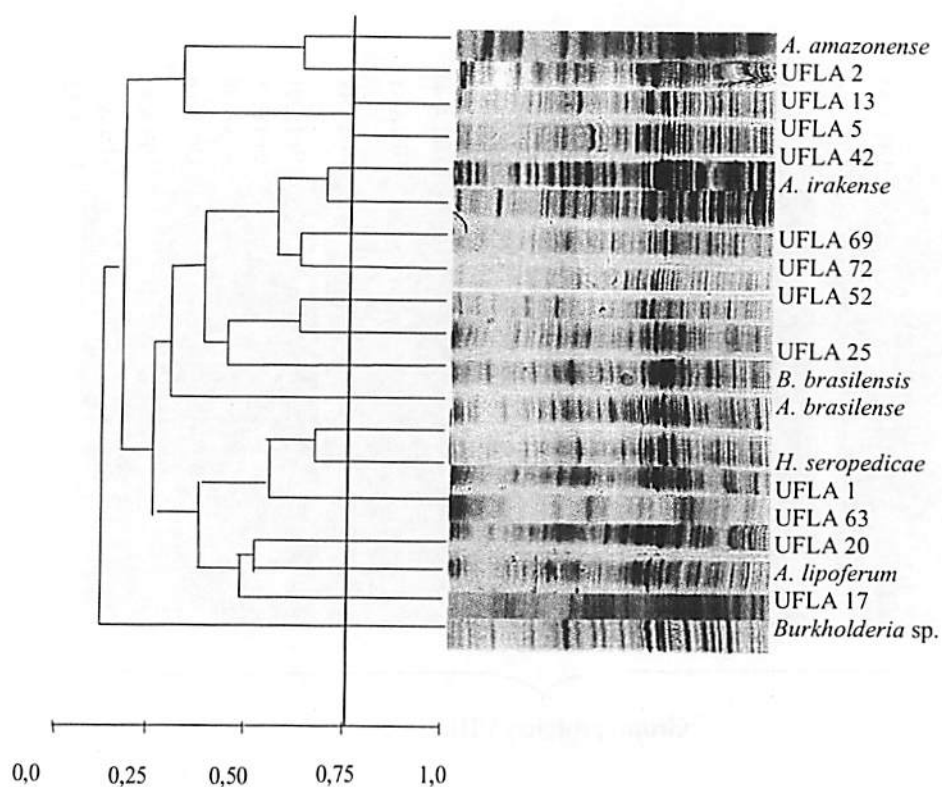 A. amazonense
UFLA 2
UFLA 13
UFLA 5
UFLA 42
A. irakense
UFLA 69
UFLA 72
UFLA 52
UFLA 25
B. brasilensis
A. brasilense
H. seropedicae
UFLA 1
UFLA 63
UFLA 20
A. lipoferum
UFLA 17
Burkholderia sp.
0,0 0,25 0,50 0,75 1,0